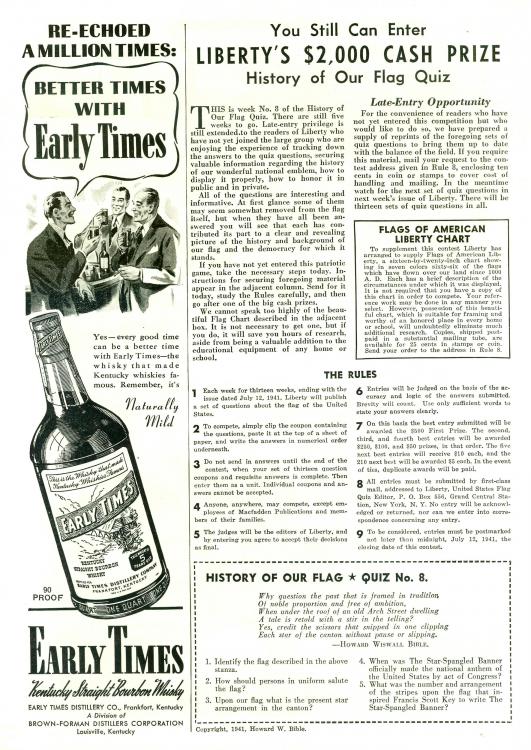 RE-ECHOED
A MILLION TIMES:
BETTER TIMES
WITH
Early Times
Yes—every good time
can be a better time
with Early Times—the
whisky that made
Kentucky whiskies fa-
mous. Remember, it's
Naturally
Mild
This is the Whisky that made
Kentucky Whiskies Famous
EARLY TIMES
KENTUCKY
STRAIGHT BOURBON
WHISKY
EARLY TIMES DISTILLERY COMPANY
FRANKFORT, KENTUCKY
5
ONE QUART
90
PROOF
EARLY TIMES
Kentucky Straight Bourbon Whisky
EARLY TIMES DISTILLERY CO., Frankfort, Kentucky
A Division of
BROWN-FORMAN DISTILLERS CORPORATION
Louisville, Kentucky
You Still Can Enter
LIBERTY'S $2,000 CASH PRIZE
History of Our Flag Quiz
THIS is week No. 8 of the History of
Our Flag Quiz. There are still five
weeks to go. Late-entry privilege is
still extended to the readers of Liberty who
have not yet joined the large group who are
enjoying the experience of tracking down
the answers to the quiz questions, securing
valuable information regarding the history
of our wonderful national emblem, how to
display it properly, how to honor it in
public and in private.
All of the questions are interesting and
informative. At first glance some of them
may seem somewhat removed from the flag
itself, but when they have all been an-
swered you will see that each has con-
tributed its part to a clear and revealing
picture of the history and background of
our flag and the democracy for which it
stands.
If you have not yet entered this patriotic
game, take the necessary steps today. In-
structions for securing foregoing material
appear in the adjacent column. Send for it
today, study the Rules carefully, and then
go after one of the big cash prizes.
We cannot speak too highly of the beau-
tiful Flag Chart described in the adjacent
box. It is not necessary to get one, but if
you do, it will save you hours of research,
aside from being a valuable addition to the
educational equipment of any home or
school.
Late-Entry Opportunity
For the convenience of readers who have
not yet entered this competition but who
would like to do so, we have prepared a
supply of reprints of the foregoing sets of
quiz questions to bring them up to date
with the balance of the field. If you require
this material, mail your request to the con-
test address given in Rule 8, enclosing ten
cents in coin or stamps to cover cost of
handling and mailing. In the meantime
watch for the next set of quiz questions in
next week's issue of Liberty. There will be
thirteen sets of quiz questions in all.
FLAGS OF AMERICAN
LIBERTY CHART
To supplement this contest Liberty has
arranged to supply Flags of American Lib-
erty, a sixteen-by-twenty-inch chart show-
ing in seven colors sixty-six of the flags
which have flown over our land since 1000
A. D. Each has a brief description of the
circumstances under which it was displayed.
It is not required that you have a copy of
this chart in order to compete. Your refer-
ence work may be done in any manner you
select. However, possession of this beauti-
ful chart, which is suitable for framing and
worthy of an honored place in every home
or school, will undoubtedly eliminate much
additional research. Copies, shipped post-
paid in a substantial mailing tube, are
available for 25 cents in stamps or coin.
Send your order to the address in Rule 8.
THE RULES
1 Each week for thirteen weeks, ending with the
issue dated July 12, 1941, Liberty will publish
a set of questions about the flag of the United
States.
2 To compete, simply clip the coupon containing
the questions, paste it at the top of a sheet of
paper, and write the answers in numerical order
underneath.
3 Do not send in answers until the end of the
contest, when your set of thirteen question
coupons and requisite answers is complete. Then
enter them as a unit. Individual coupons and an-
swers cannot be accepted.
4 Anyone, anywhere, may compete, except em-
ployees of Macfadden Publications and mem-
bers of their families.
5 The judges will be the editors of Liberty, and
by entering you agree to accept their decisions
as final.
6 Entries will be judged on the basis of the ac-
curacy and logic of the answers submitted.
Brevity will count. Use only sufficient words to
state your answers clearly.
7 On this basis the best entry submitted will be
awarded the $500 First Prize. The second,
third, and fourth best entries will be awarded
$250, $100, and $50 prizes, in that order. The five
next best entries will receive $10 each, and the
210 next best will be awarded $5 each. In the event
of ties, duplicate awards will be paid.
8 All entries must be submitted by first-class
mail, addressed to Liberty, United States Flag
Quiz Editor, P. O. Box 556, Grand Central Sta-
tion, New York, N. Y. No entry will be acknowl-
edged or returned, nor can we enter into corre-
spondence concerning any entry.
9 To be considered, entries must be postmarked
not later than midnight, July 12, 1941, the
closing date of this contest.
HISTORY OF OUR FLAG ★ QUIZ No. 8.
Why question the past that is framed in tradition,
Of noble proportion and tree of ambition,
When under the roof of an old Arch Street dwelling
A tale is retold with a stir in the telling?
Yes, credit the scissors that snipped in one clipping
Each star of the canton without pause or slipping.
—HOWARD WISWALL BIBLE.
1. Identify the flag described in the above
stanza.
2. How should persons in uniform salute
the flag?
3. Upon our flag what is the present star
arrangement in the canton?
4. When was The Star-Spangled Banner
officially made the national anthem of
the United States by act of Congress?
5. What was the number and arrangement
of the stripes upon the flag that in-
spired Francis Scott Key to write The
Star-Spangled Banner?
Copyright, 1941, Howard W. Bible.